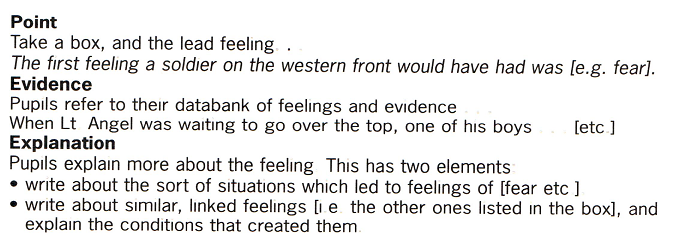 Point
Take a box, and the lead feeling . .
The first feeling a soldier on the western front would have had was [e.g. fear].
Evidence
Pupils refer to their databank of feelings and evidence . . .
When Lt Angel was waiting to go over the top, one of his boys [etc ]
Explanation
Pupils explain more about the feeling This has two elements
• write about the sort of situations which led to feelings of [fear etc ]
• write about similar, linked feelings [i e the other ones listed in the box], and
explain the conditions that created them.